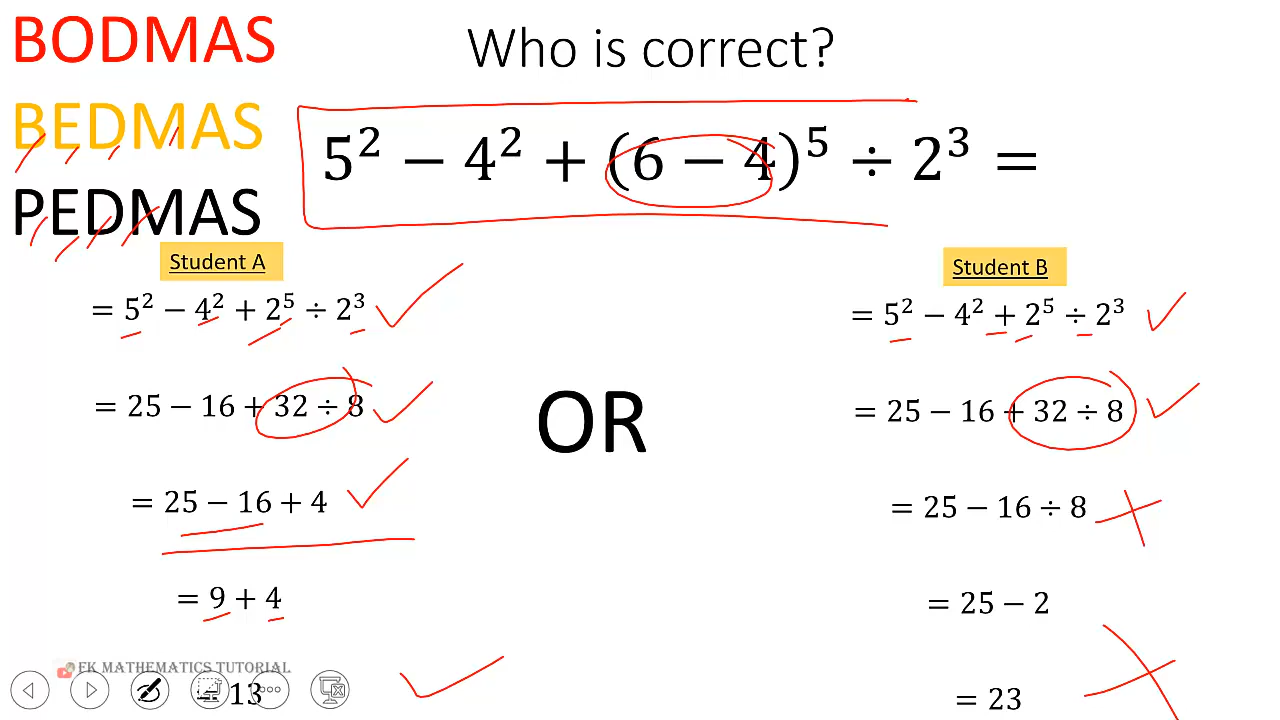 BODMAS
Who is correct?
BEDMAS
5² − 4² + (6 − 4)⁵ ÷ 2³ =
PEDMAS
Student A
= 5² − 4² + 2⁵ ÷ 2³
= 25 − 16 + 32 ÷ 8
= 25 − 16 + 4
= 9 + 4
EK MATHEMATICS TUTORIAL
= 13
OR
Student B
= 5² − 4² + 2⁵ ÷ 2³
= 25 − 16 + 32 ÷ 8
= 25 − 16 ÷ 8
= 25 − 2
= 23